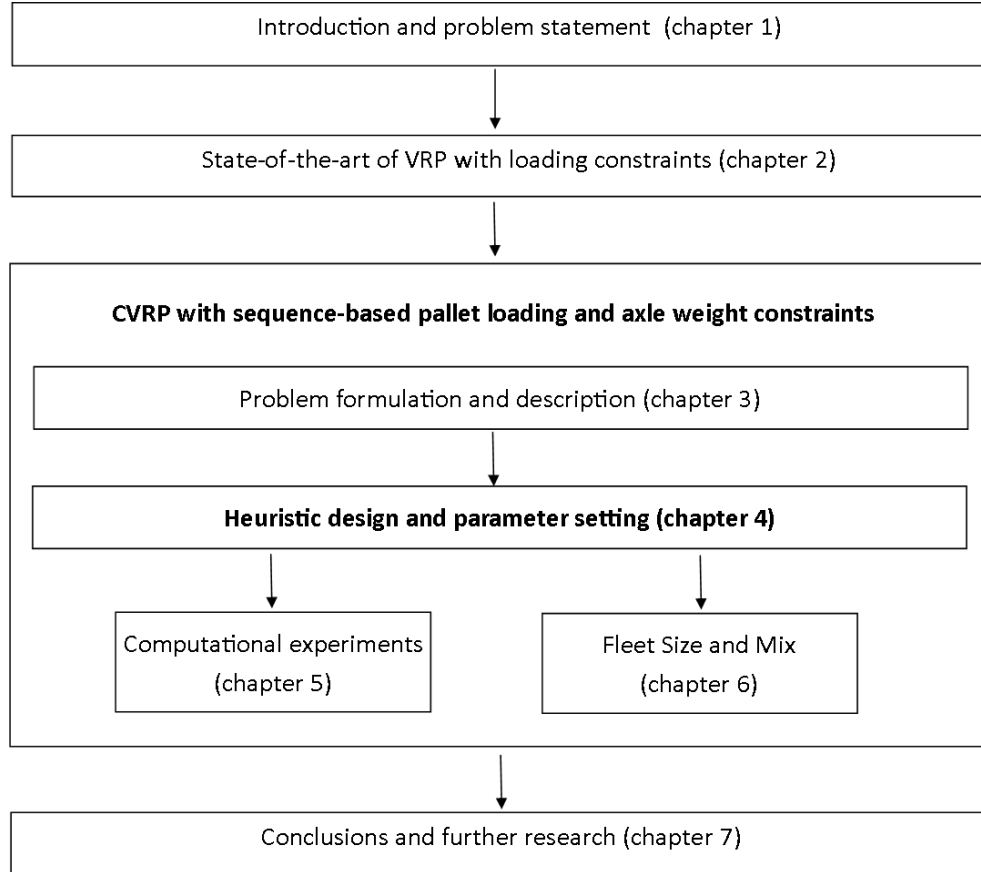 Introduction and problem statement (chapter 1)
State-of-the-art of VRP with loading constraints (chapter 2)
CVRP with sequence-based pallet loading and axle weight constraints
Problem formulation and description (chapter 3)
Heuristic design and parameter setting (chapter 4)
Computational experiments
(chapter 5)
Fleet Size and Mix
(chapter 6)
Conclusions and further research (chapter 7)